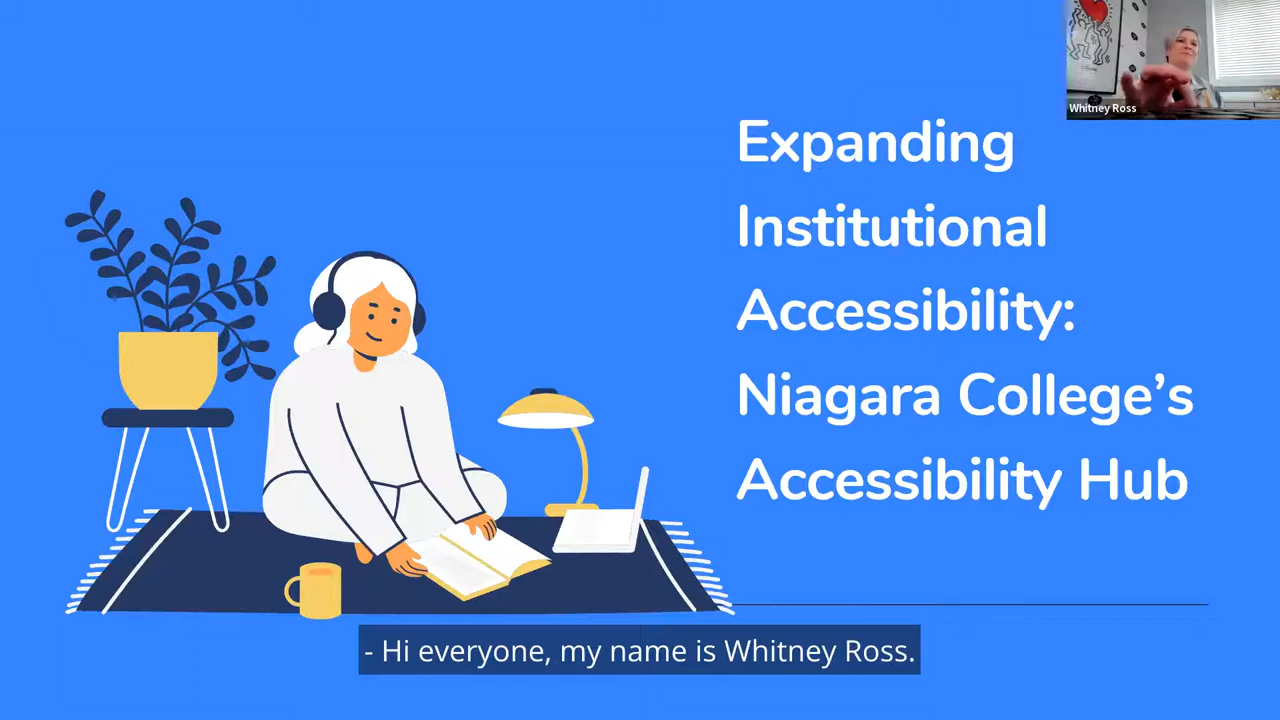 Whitney Ross
Expanding
Institutional
Accessibility:
Niagara College’s
Accessibility Hub
- Hi everyone, my name is Whitney Ross.